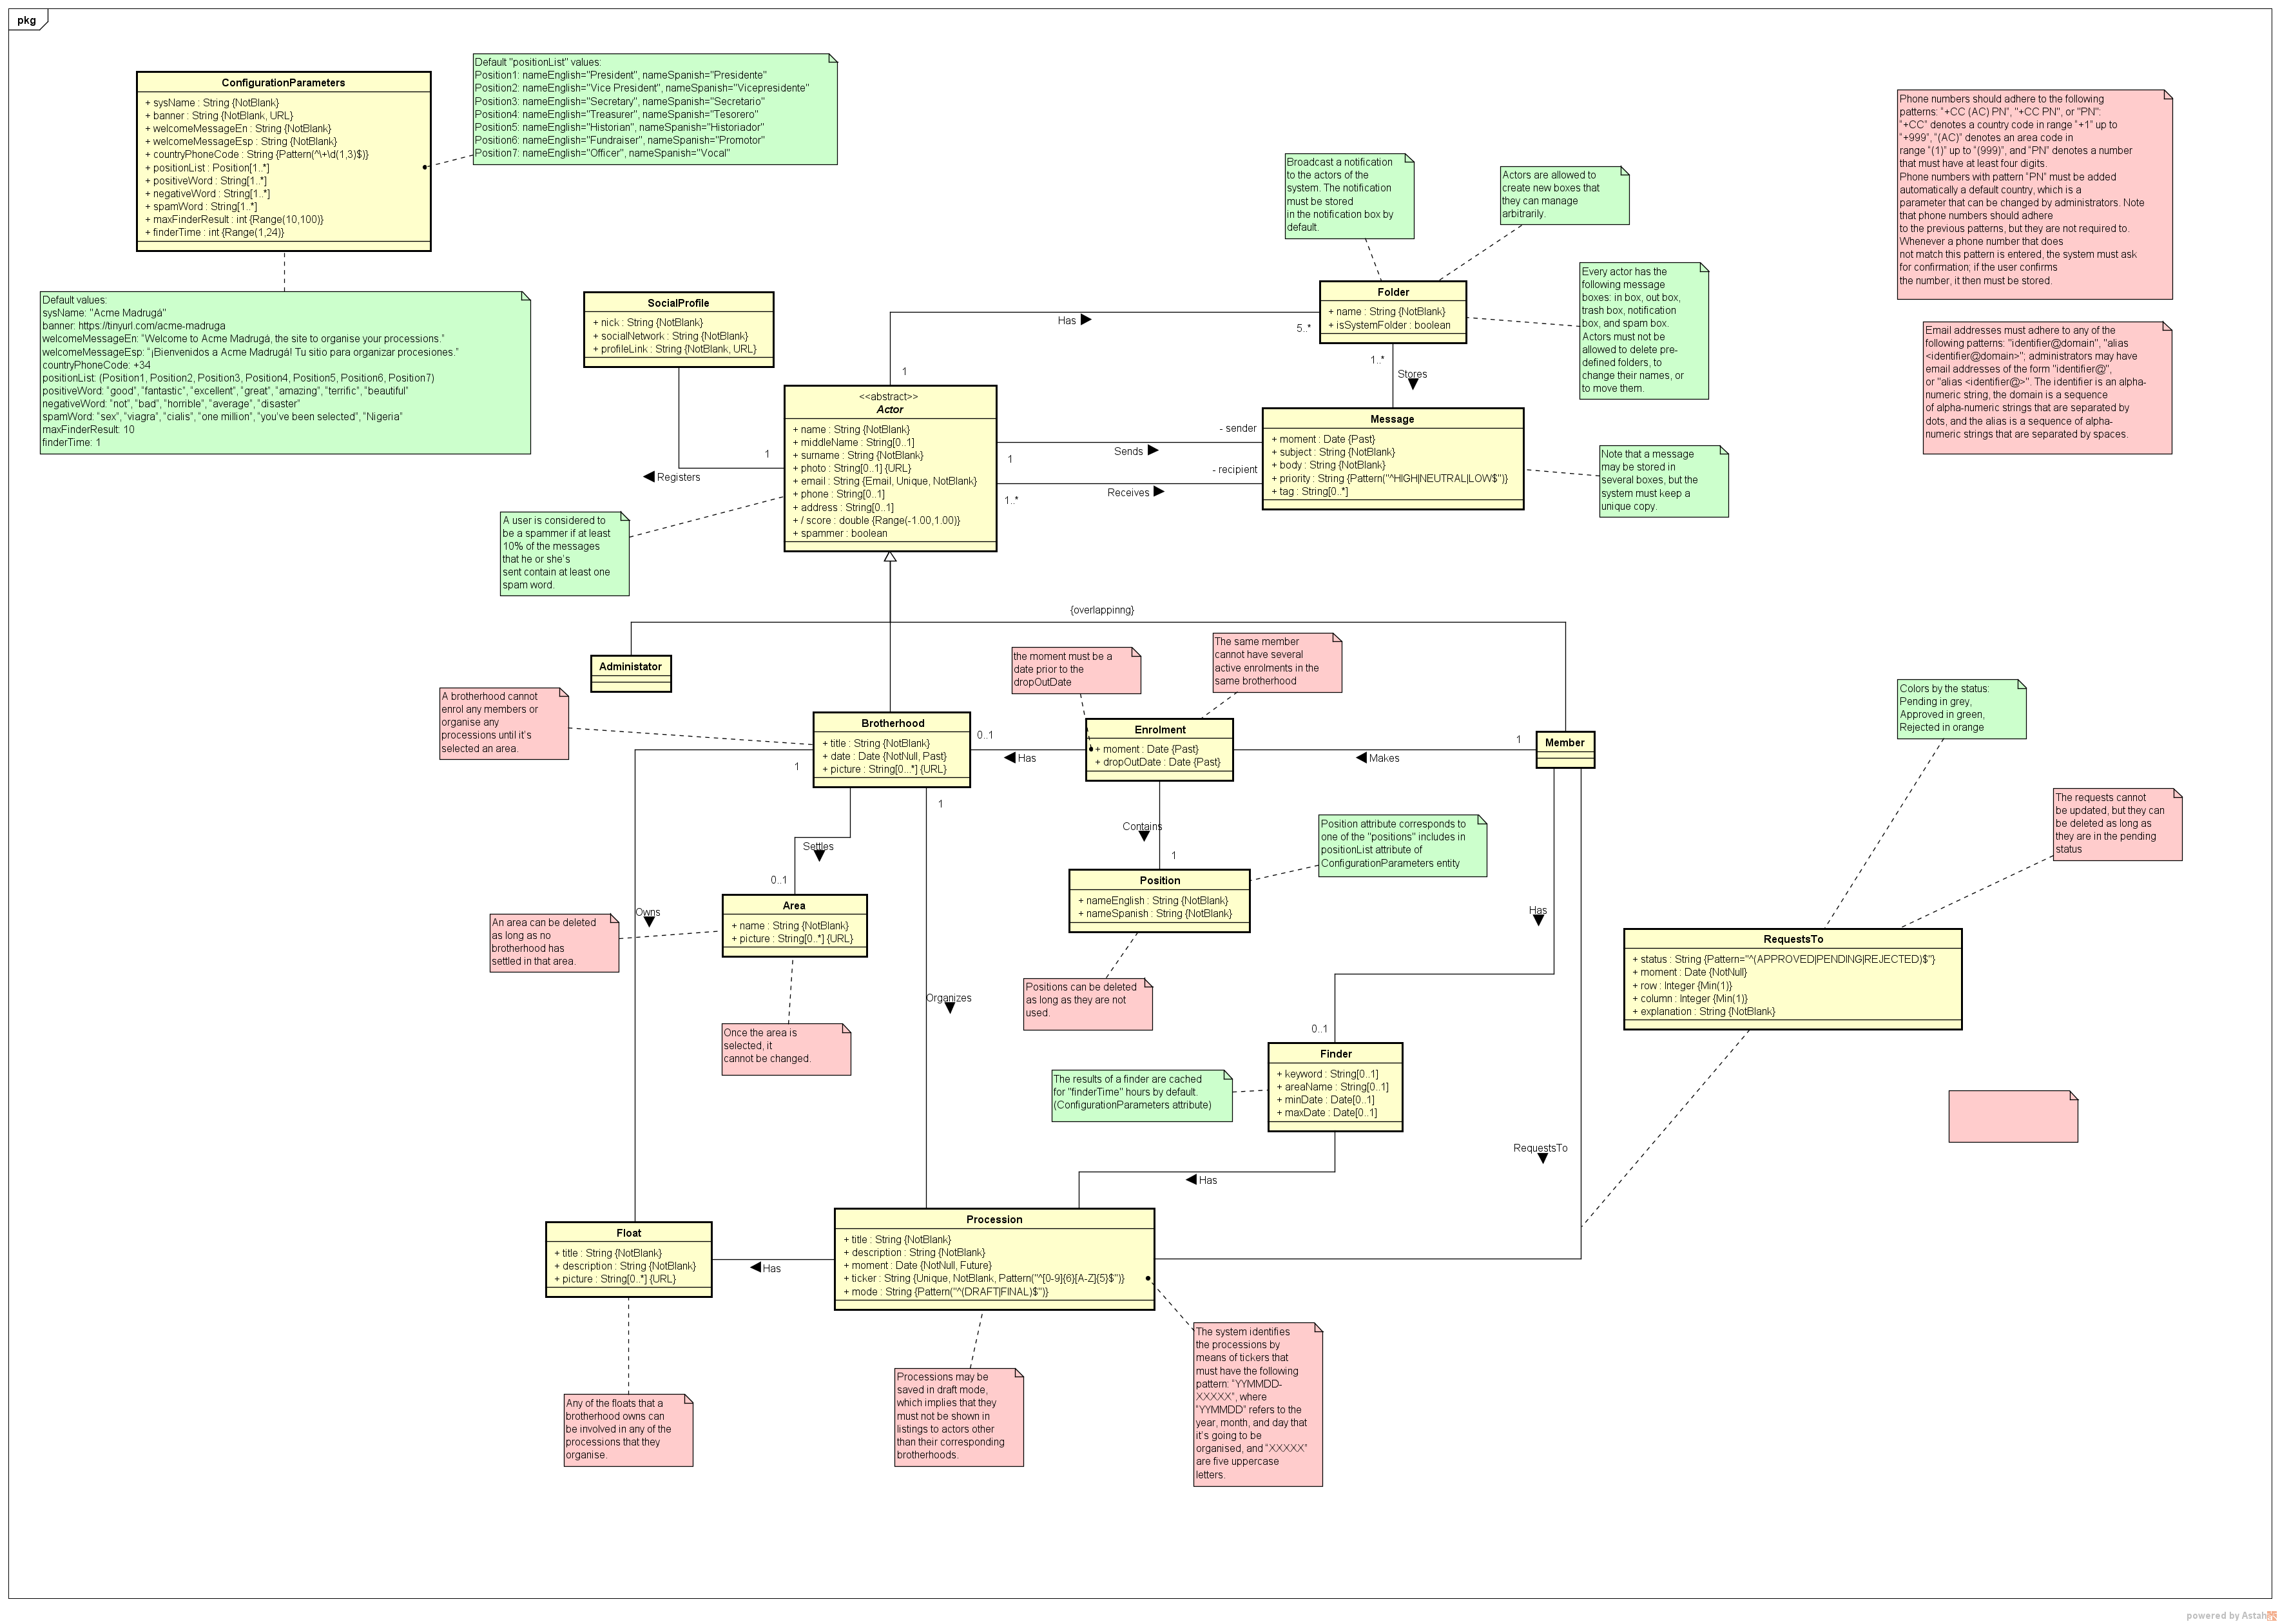 pkg
ConfigurationParameters
+ sysName : String {NotBlank}
+ banner : String {NotBlank, URL}
+ welcomeMessageEn : String {NotBlank}
+ welcomeMessageEsp : String {NotBlank}
+ countryPhoneCode : String {Pattern(^\+\d(1,3)$)}
+ positionList : Position[1..*]
+ positiveWord : String[1..*]
+ negativeWord : String[1..*]
+ spamWord : String[1..*]
+ maxFinderResult : int {Range(10,100)}
+ finderTime : int {Range(1,24)}
Default "positionList" values:
Position1: nameEnglish="President", nameSpanish="Presidente"
Position2: nameEnglish="Vice President", nameSpanish="Vicepresidente"
Position3: nameEnglish="Secretary", nameSpanish="Secretario"
Position4: nameEnglish="Treasurer", nameSpanish="Tesorero"
Position5: nameEnglish="Historian", nameSpanish="Historiador"
Position6: nameEnglish="Fundraiser", nameSpanish="Promotor"
Position7: nameEnglish="Officer", nameSpanish="Vocal"
Default values:
sysName: "Acme Madrugá"
banner: https://tinyurl.com/acme-madruga
welcomeMessageEn: "Welcome to Acme Madrugá, the site to organise your processions."
welcomeMessageEsp: "¡Bienvenidos a Acme Madrugá! Tu sitio para organizar procesiones."
countryPhoneCode: +34
positionList: (Position1, Position2, Position3, Position4, Position5, Position6, Position7)
positiveWord: "good", "fantastic", "excellent", "great", "amazing", "terrific", "beautiful"
negativeWord: "not", "bad", "horrible", "average", "disaster"
spamWord: "sex", "viagra", "cialis", "one million", "you've been selected", "Nigeria"
maxFinderResult: 10
finderTime: 1
Phone numbers should adhere to the following
patterns: "+CC (AC) PN", "+CC PN", or "PN":
"+CC" denotes a country code in range "+1" up to
"+999", "(AC)" denotes an area code in
range "(1)" up to "(999)", and "PN" denotes a number
that must have at least four digits.
Phone numbers with pattern "PN" must be added
automatically a default country, which is a
parameter that can be changed by administrators. Note
that phone numbers should adhere
to the previous patterns, but they are not required to.
Whenever a phone number that does
not match this pattern is entered, the system must ask
for confirmation; if the user confirms
the number, it then must be stored.
Email addresses must adhere to any of the
following patterns: "identifier@domain", "alias
<identifier@domain>"; administrators may have
email addresses of the form "identifier@",
or "alias <identifier@>". The identifier is an alpha-
numeric string, the domain is a sequence
of alpha-numeric strings that are separated by
dots, and the alias is a sequence of alpha-
numeric strings that are separated by spaces.
Broadcast a notification
to the actors of the
system. The notification
must be stored
in the notification box by
default.
Actors are allowed to
create new boxes that
they can manage
arbitrarily.
Every actor has the
following message
boxes: in box, out box,
trash box, notification
box, and spam box.
Actors must not be
allowed to delete pre-
defined folders, to
change their names, or
to move them.
Folder
+ name : String {NotBlank}
+ isSystemFolder : boolean
SocialProfile
+ nick : String {NotBlank}
+ socialNetwork : String {NotBlank}
+ profileLink : String {NotBlank, URL}
Has
5..*
1
1..*
Stores
<<abstract>>
Actor
+ name : String {NotBlank}
+ middleName : String[0..1]
+ surname : String {NotBlank}
+ photo : String[0..1] {URL}
+ email : String {Email, Unique, NotBlank}
+ phone : String[0..1]
+ address : String[0..1]
+ / score : double {Range(-1.00,1.00)}
+ spammer : boolean
Message
+ moment : Date {Past}
+ subject : String {NotBlank}
+ body : String {NotBlank}
+ priority : String {Pattern("^HIGH|NEUTRAL|LOW$")}
+ tag : String[0..*]
- sender
1
Sends
- recipient
1..*
Receives
1
Registers
Note that a message
may be stored in
several boxes, but the
system must keep a
unique copy.
A user is considered to
be a spammer if at least
10% of the messages
that he or she's
sent contain at least one
spam word.
{overlappinng}
Administator
A brotherhood cannot
enrol any members or
organise any
processions until it's
selected an area.
Brotherhood
+ title : String {NotBlank}
+ date : Date {NotNull, Past}
+ picture : String[0...*] {URL}
the moment must be a
date prior to the
dropOutDate
The same member
cannot have several
active enrolments in the
same brotherhood
Enrolment
+ moment : Date {Past}
+ dropOutDate : Date {Past}
0..1
Has
1
Makes
Member
Colors by the status:
Pending in grey,
Approved in green,
Rejected in orange
The requests cannot
be updated, but they can
be deleted as long as
they are in the pending
status
1
1
Settles
0..1
Contains
1
Position attribute corresponds to
one of the "positions" includes in
positionList attribute of
ConfigurationParameters entity
Position
+ nameEnglish : String {NotBlank}
+ nameSpanish : String {NotBlank}
Area
+ name : String {NotBlank}
+ picture : String[0..*] {URL}
An area can be deleted
as long as no
brotherhood has
settled in that area.
Owns
Has
RequestsTo
+ status : String {Pattern="^(APPROVED|PENDING|REJECTED)$"}
+ moment : Date {NotNull}
+ row : Integer {Min(1)}
+ column : Integer {Min(1)}
+ explanation : String {NotBlank}
Organizes
Positions can be deleted
as long as they are not
used.
Once the area is
selected, it
cannot be changed.
0..1
Finder
+ keyword : String[0..1]
+ areaName : String[0..1]
+ minDate : Date[0..1]
+ maxDate : Date[0..1]
The results of a finder are cached
for "finderTime" hours by default.
(ConfigurationParameters attribute)
RequestsTo
Has
Float
+ title : String {NotBlank}
+ description : String {NotBlank}
+ picture : String[0..*] {URL}
Has
Procession
+ title : String {NotBlank}
+ description : String {NotBlank}
+ moment : Date {NotNull, Future}
+ ticker : String {Unique, NotBlank, Pattern("^[0-9]{6}[A-Z]{5}$")}
+ mode : String {Pattern("^(DRAFT|FINAL)$")}
Any of the floats that a
brotherhood owns can
be involved in any of the
processions that they
organise.
Processions may be
saved in draft mode,
which implies that they
must not be shown in
listings to actors other
than their corresponding
brotherhoods.
The system identifies
the processions by
means of tickers that
must have the following
pattern: "YYMMDD-
XXXXX", where
"YYMMDD" refers to the
year, month, and day that
it's going to be
organised, and "XXXXX"
are five uppercase
letters.
powered by Astah